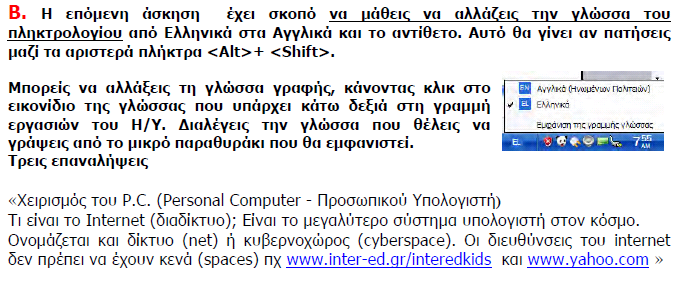 Β. Η επόμενη άσκηση έχει σκοπό να μάθεις να αλλάζεις την γλώσσα του
πληκτρολογίου από Ελληνικά στα Αγγλικά και το αντίθετο. Αυτό θα γίνει αν πατήσεις
μαζί τα αριστερά πλήκτρα <Alt>+ <Shift>.
Μπορείς να αλλάξεις τη γλώσσα γραφής, κάνοντας κλικ στο
εικονίδιο της γλώσσας που υπάρχει κάτω δεξιά στη γραμμή
εργασιών του Η/Υ. Διαλέγεις την γλώσσα που θέλεις να
γράψεις από το μικρό παραθυράκι που θα εμφανιστεί.
Τρεις επαναλήψεις
EN Αγγλικά (Ηνωμένων Πολιτειών)
EL Ελληνικά
Εμφάνιση της γραμμής γλώσσας
EL 7:55 AM
«Χειρισμός του P.C. (Personal Computer - Προσωπικού Υπολογιστή)
Τι είναι το Internet (διαδίκτυο); Είναι το μεγαλύτερο σύστημα υπολογιστή στον κόσμο.
Ονομάζεται και δίκτυο (net) ή κυβερνοχώρος (cyberspace). Οι διευθύνσεις του internet
δεν πρέπει να έχουν κενά (spaces) πχ www.inter-ed.gr/interedkids και www.yahoo.com »